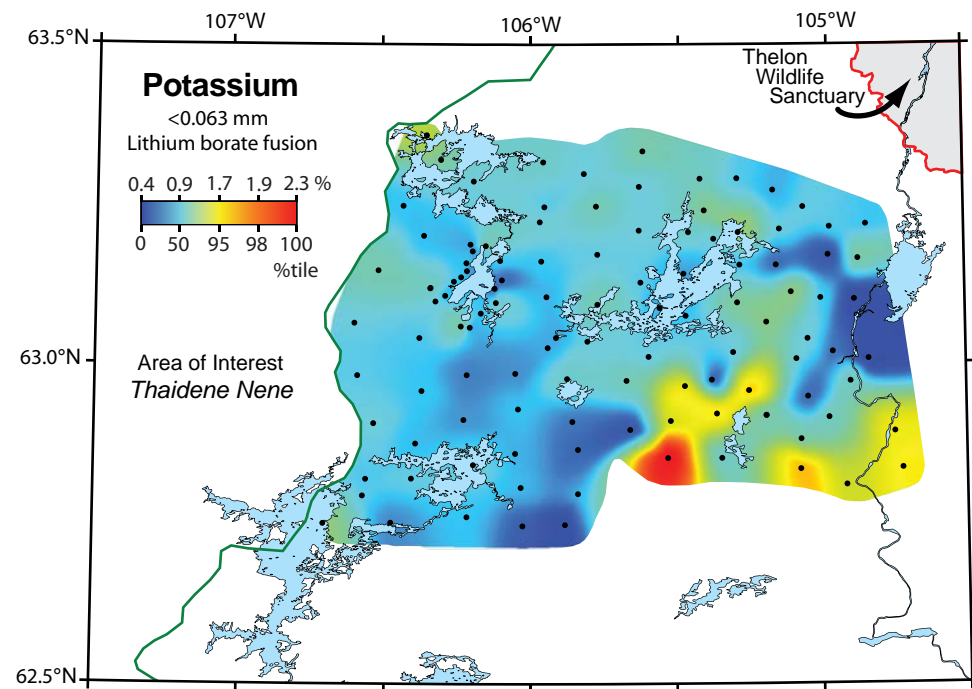 107°W
106°W
105°W
63.5°N
63.0°N
62.5°N
Potassium
<0.063 mm
Lithium borate fusion
0.4 0.9 1.7 1.9 2.3 %
0 50 95 98 100
%tile
Thelon
Wildlife
Sanctuary
Area of Interest
Thaidene Nene